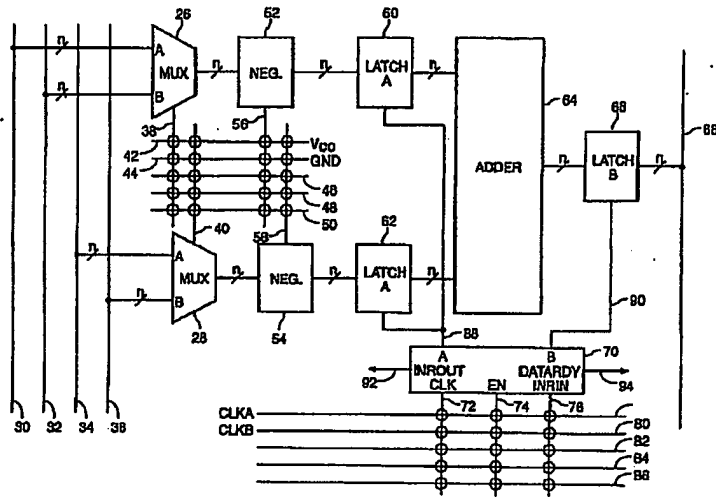 26 52 60
n A MUX n NEG. n LATCH A n
n B
64 68 66
38 56
42 VCC
44 GND
46
48
50
ADDER n LATCH B n
40 56 62
n A MUX n NEG. n LATCH A n
n B
28 54 88 90
A B 70
92 INROUT DATARDY 94
CLK EN INRIN
72 74 76
CLKA
CLKB 80
82
84
86
30 32 34 36